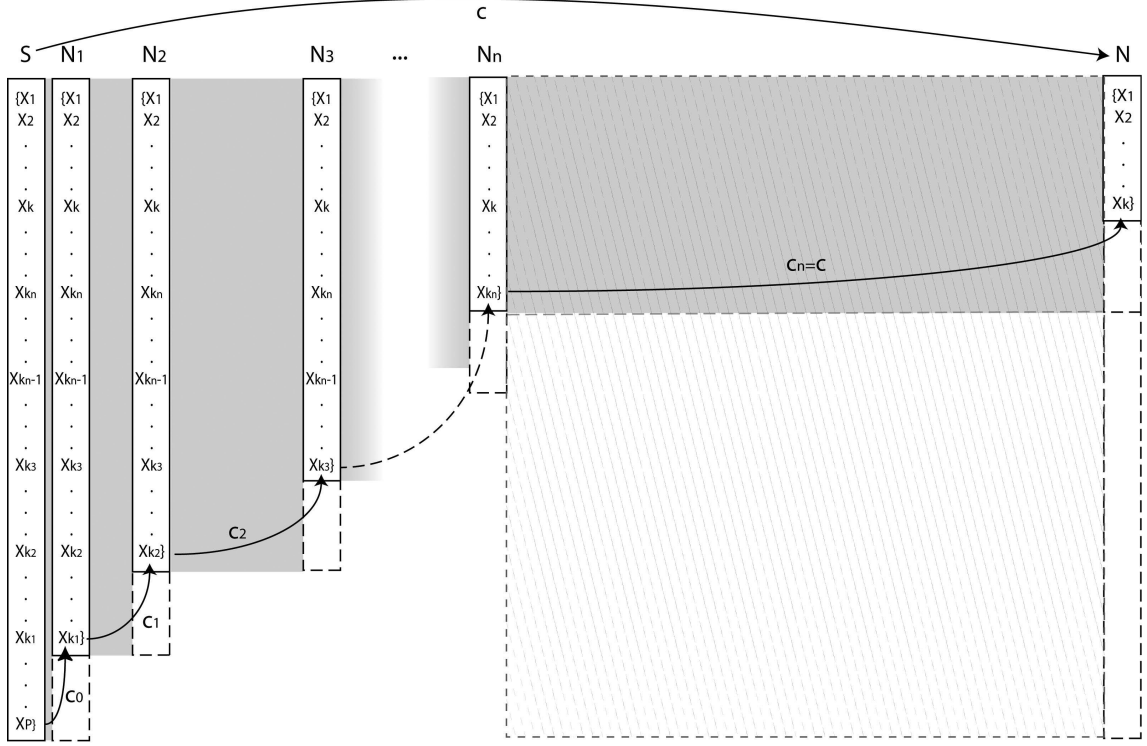 c
S N1 N2 N3 ... Nn N
{X1 {X1 {X1 {X1 {X1 {X1
X2 X2 X2 X2 X2 X2
. . . . . .
. . . . . .
. . . . . .
Xk Xk Xk Xk Xk Xk}
. . . . .
. . . . .
cn=c
Xkn Xkn Xkn Xkn Xkn}
. . . .
. . . .
Xkn-1 Xkn-1 Xkn-1 Xkn-1
. . . .
. . . .
Xk3 Xk3 Xk3 Xk3}
. . .
. . .
c2
Xk2 Xk2 Xk2}
. .
. .
c1
Xk1 Xk1}
.
.
c0
XP}